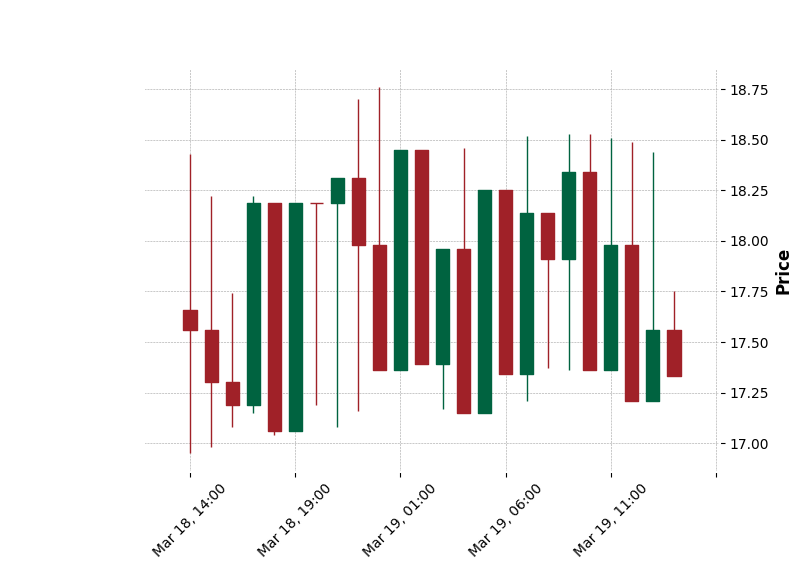 18.75
18.50
18.25
18.00
17.75
17.50
17.25
17.00
Price
Mar 18, 14:00
Mar 18, 19:00
Mar 19, 01:00
Mar 19, 06:00
Mar 19, 11:00